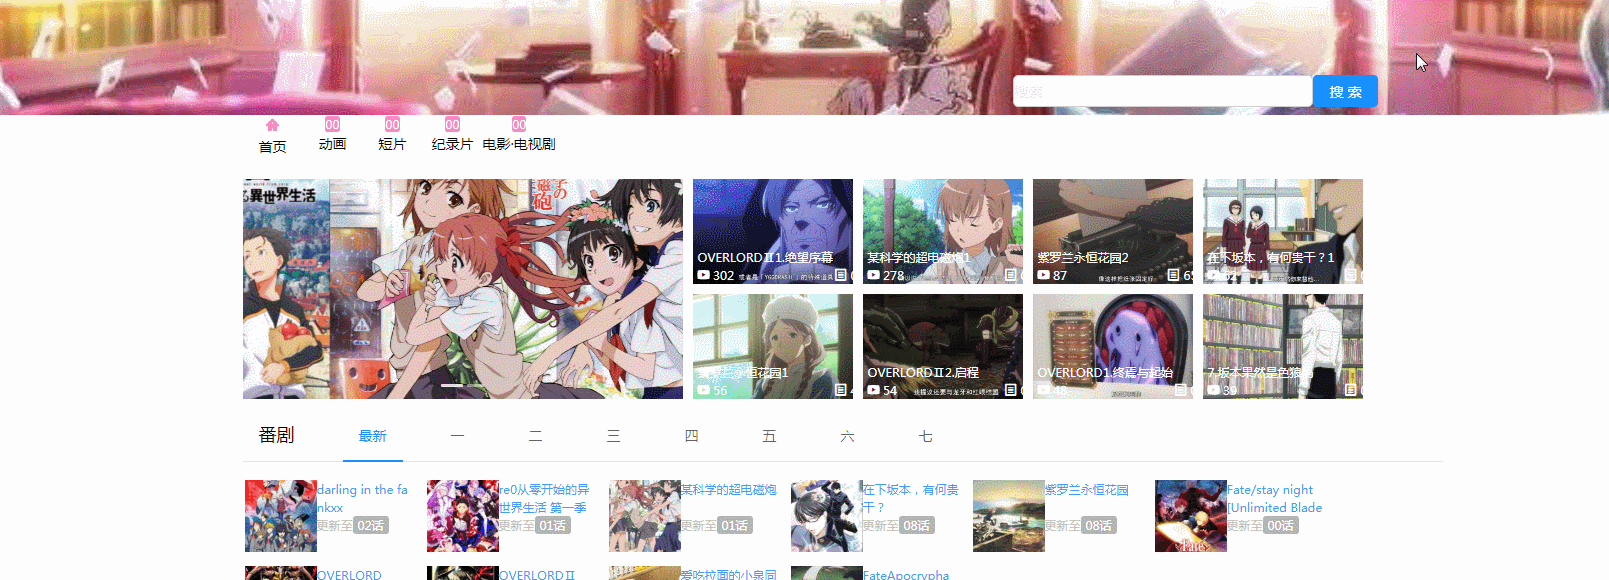 搜索
搜 索
首页
00
动画
00
短片
00
纪录片
00
电影·电视剧
異世界生活
OVERLORDⅡ1.绝望序幕
302
某科学的超电磁炮1
278
紫罗兰永恒花园2
87
在下坂本，有何贵干？1
紫罗兰永恒花园1
56
OVERLORDⅡ2.启程
54
OVERLORD1.终焉与起始
48
7.坂本果然是色狼
39
番剧
最新
一
二
三
四
五
六
七
darling in the fa
nkxx
更新至02话
re0从零开始的异
世界生活 第一季
更新至01话
某科学的超电磁炮
更新至01话
在下坂本，有何贵
干？
更新至08话
紫罗兰永恒花园
更新至08话
Fate/stay night
[Unlimited Blade
更新至00话
OVERLORD
OVERLORDⅡ
爱吃拉面的小泉同
FateApocrypha